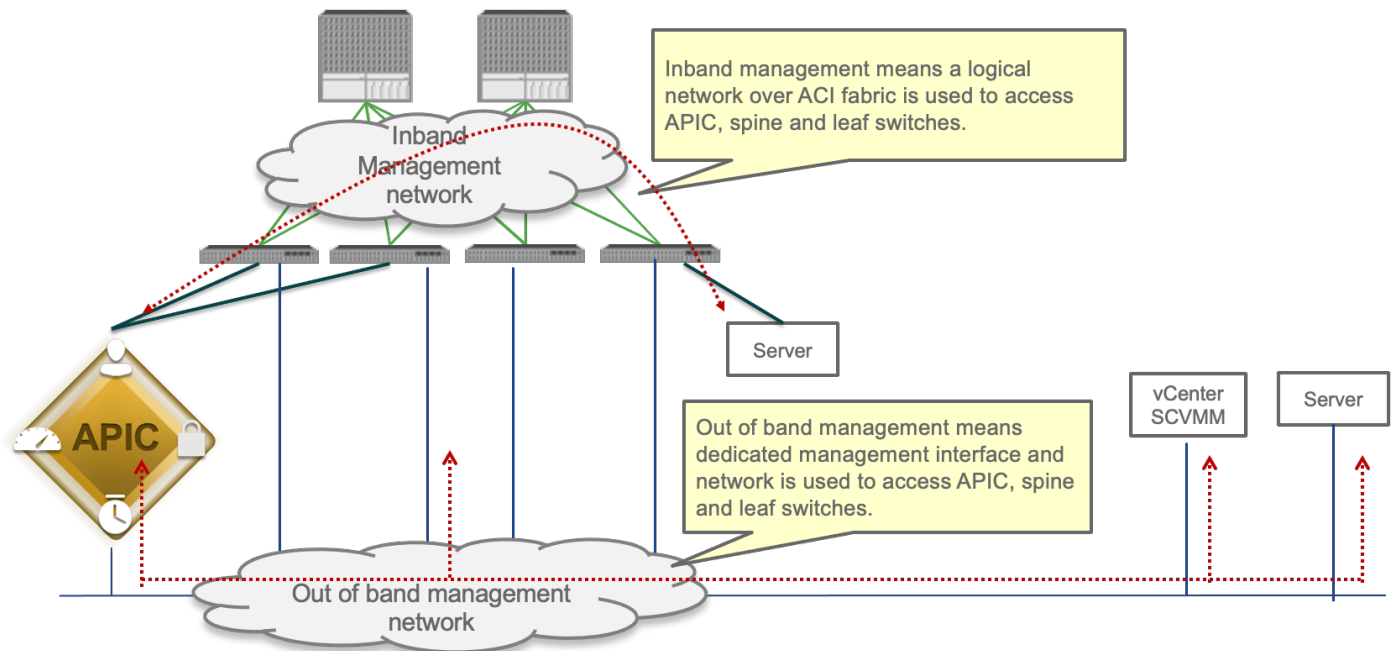 Inband
Management
network
Inband management means a logical
network over ACI fabric is used to access
APIC, spine and leaf switches.
Server
APIC
Out of band management means
dedicated management interface and
network is used to access APIC, spine
and leaf switches.
vCenter
SCVMM
Server
Out of band management
network